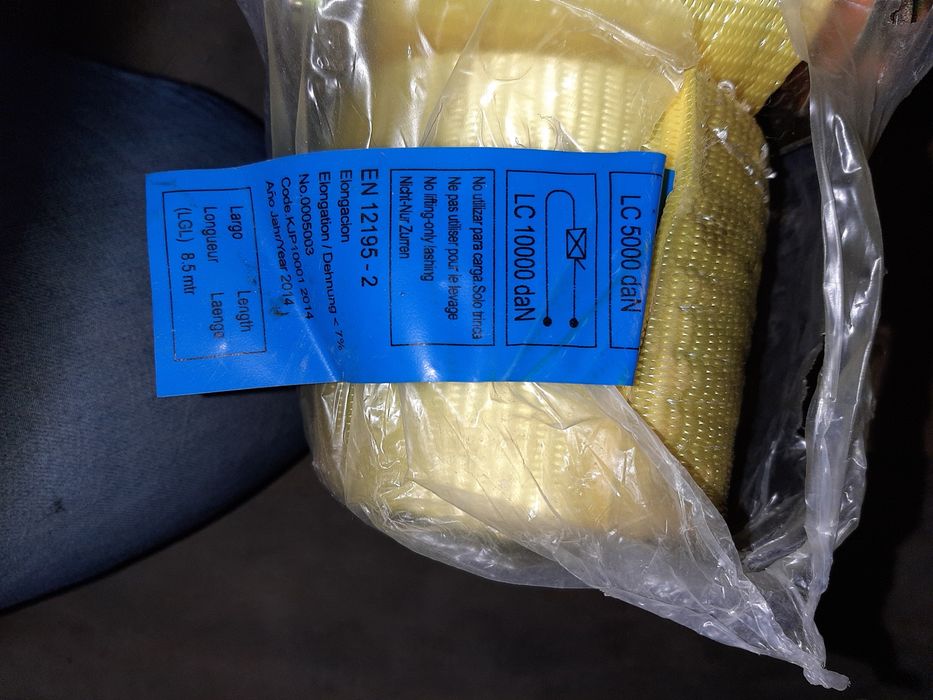 LC 5000 daN
LC 10000 daN
No utilizar para carga. Solo trinca
Ne pas utiliser pour le levage
No lifting-only lashing
Nicht-Nur Zurren
EN 12195 - 2
Elongacion
Elongation / Dehnung < 7%
No.0005003
Code KJP10001 2014
Año Jahr/Year 2014
Largo Length
Longueur Laenge
(LGL) 8.5 mtr